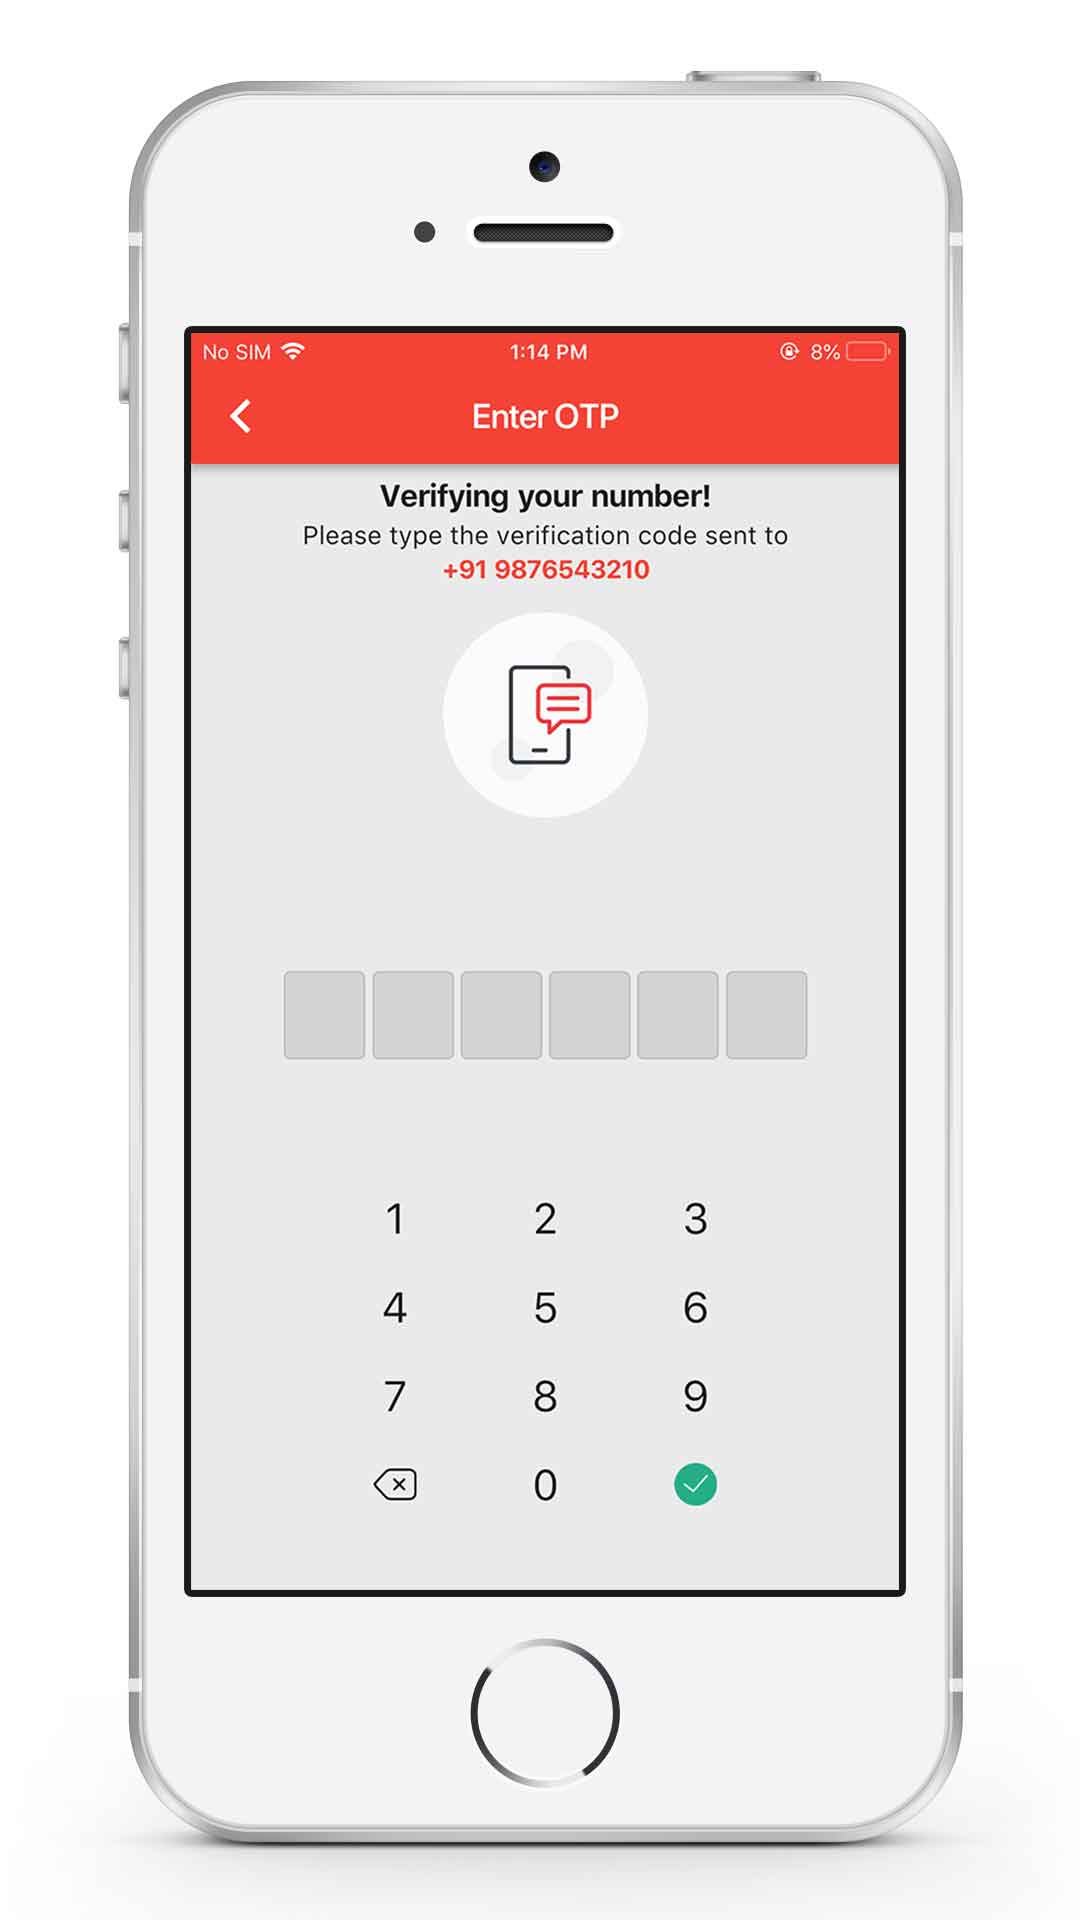 No SIM 1:14 PM 8%
Enter OTP
Verifying your number!
Please type the verification code sent to
+91 9876543210
1 2 3
4 5 6
7 8 9
0